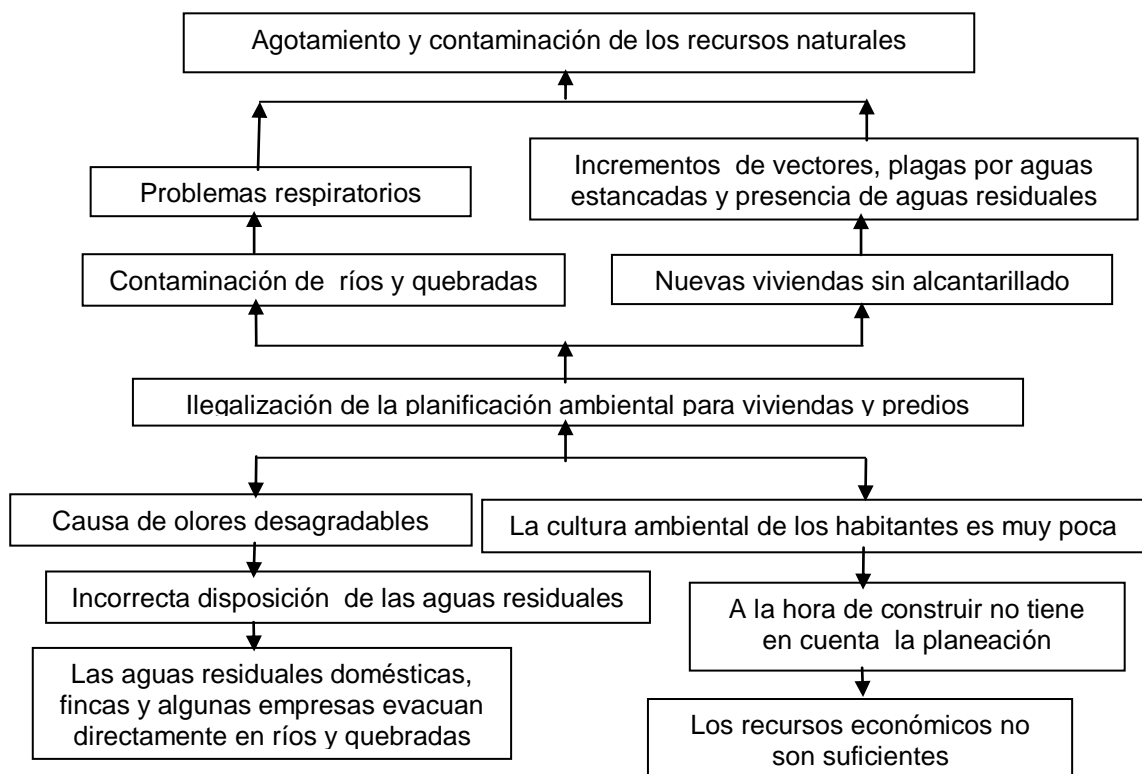 Agotamiento y contaminación de los recursos naturales
Problemas respiratorios
Incrementos de vectores, plagas por aguas
estancadas y presencia de aguas residuales
Contaminación de ríos y quebradas
Nuevas viviendas sin alcantarillado
Ilegalización de la planificación ambiental para viviendas y predios
Causa de olores desagradables
La cultura ambiental de los habitantes es muy poca
Incorrecta disposición de las aguas residuales
A la hora de construir no tiene
en cuenta la planeación
Las aguas residuales domésticas,
fincas y algunas empresas evacuan
directamente en ríos y quebradas
Los recursos económicos no
son suficientes